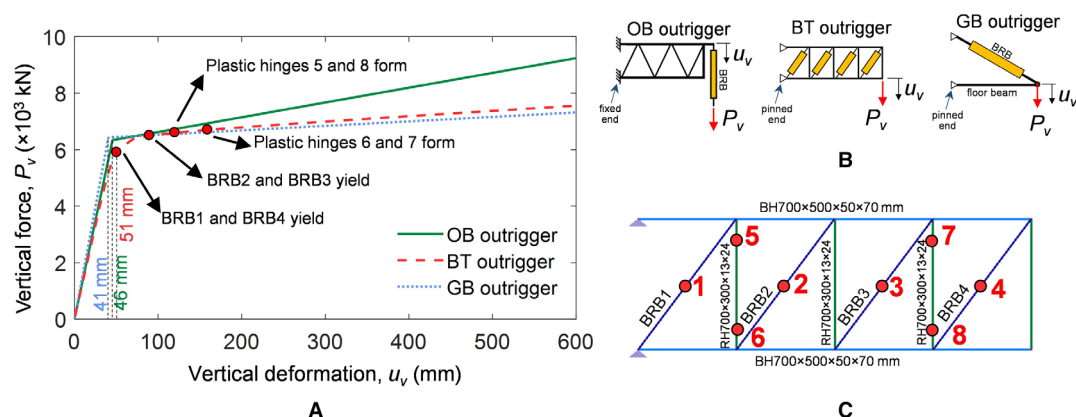 Vertical force, Pv (×10³ kN)
10
8
6
4
2
0
Plastic hinges 5 and 8 form
Plastic hinges 6 and 7 form
BRB2 and BRB3 yield
BRB1 and BRB4 yield
41 mm
46 mm
51 mm
OB outrigger
BT outrigger
GB outrigger
0 100 200 300 400 500 600
Vertical deformation, uv (mm)
A
OB outrigger
BT outrigger
GB outrigger
uv
BRB
fixed
end
Pv
uv
pinned
end
Pv
BRB
floor beam
uv
pinned
end
Pv
B
BH700×500×50×70 mm
5
7
1
2
3
4
6
8
BRB1
RH700×300×13×24
BRB2
RH700×300×13×24
BRB3
RH700×300×13×24
BRB4
BH700×500×50×70 mm
C